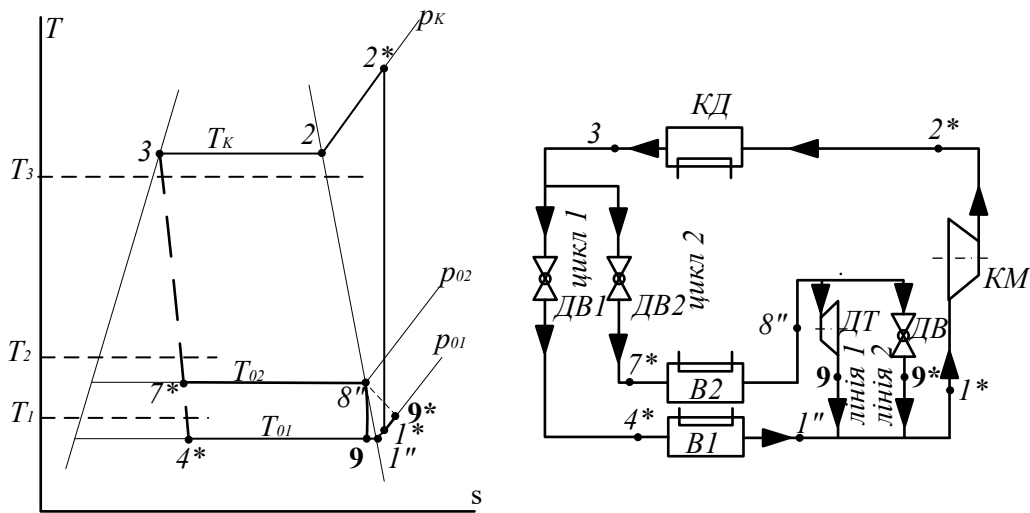 T
p_K
2*
3
T_K
2
T_3
p_02
p_01
T_2
7*
T_02
8"
T_1
9*
1*
4*
T_01
9
1"
s
КД
3
2*
цикл 1
цикл 2
КМ
ДВ1
ДВ2
8"
ДТ
ДВ
7*
В2
9
лінія 1
лінія 2
9*
1*
4*
В1
1"